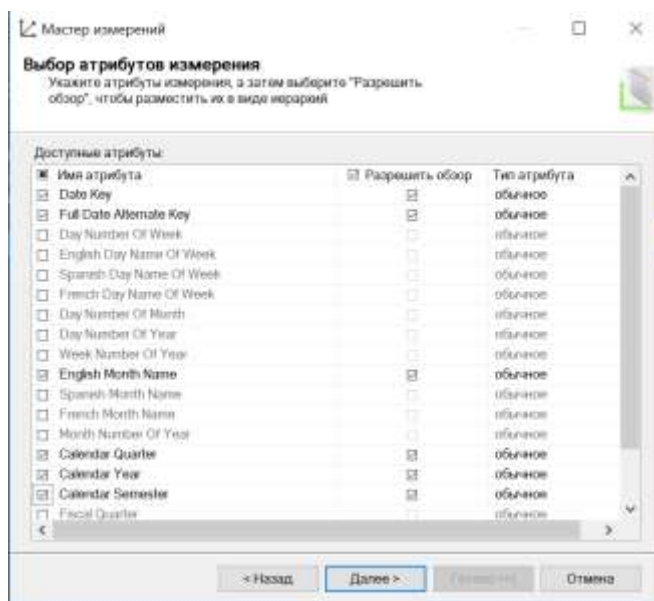 Мастер измерений
Выбор атрибутов измерения
Укажите атрибуты измерения, а затем выберите "Разрешить
обзор", чтобы разместить их в виде иерархий
Доступные атрибуты:
Имя атрибута Разрешить обзор Тип атрибута
Date Key обычное
Full Date Alternate Key обычное
Day Number Of Week обычное
English Day Name Of Week обычное
Spanish Day Name Of Week обычное
French Day Name Of Week обычное
Day Number Of Month обычное
Day Number Of Year обычное
Week Number Of Year обычное
English Month Name обычное
Spanish Month Name обычное
French Month Name обычное
Month Number Of Year обычное
Calendar Quarter обычное
Calendar Year обычное
Calendar Semester обычное
Fiscal Quarter обычное
< Назад Далее > Отмена